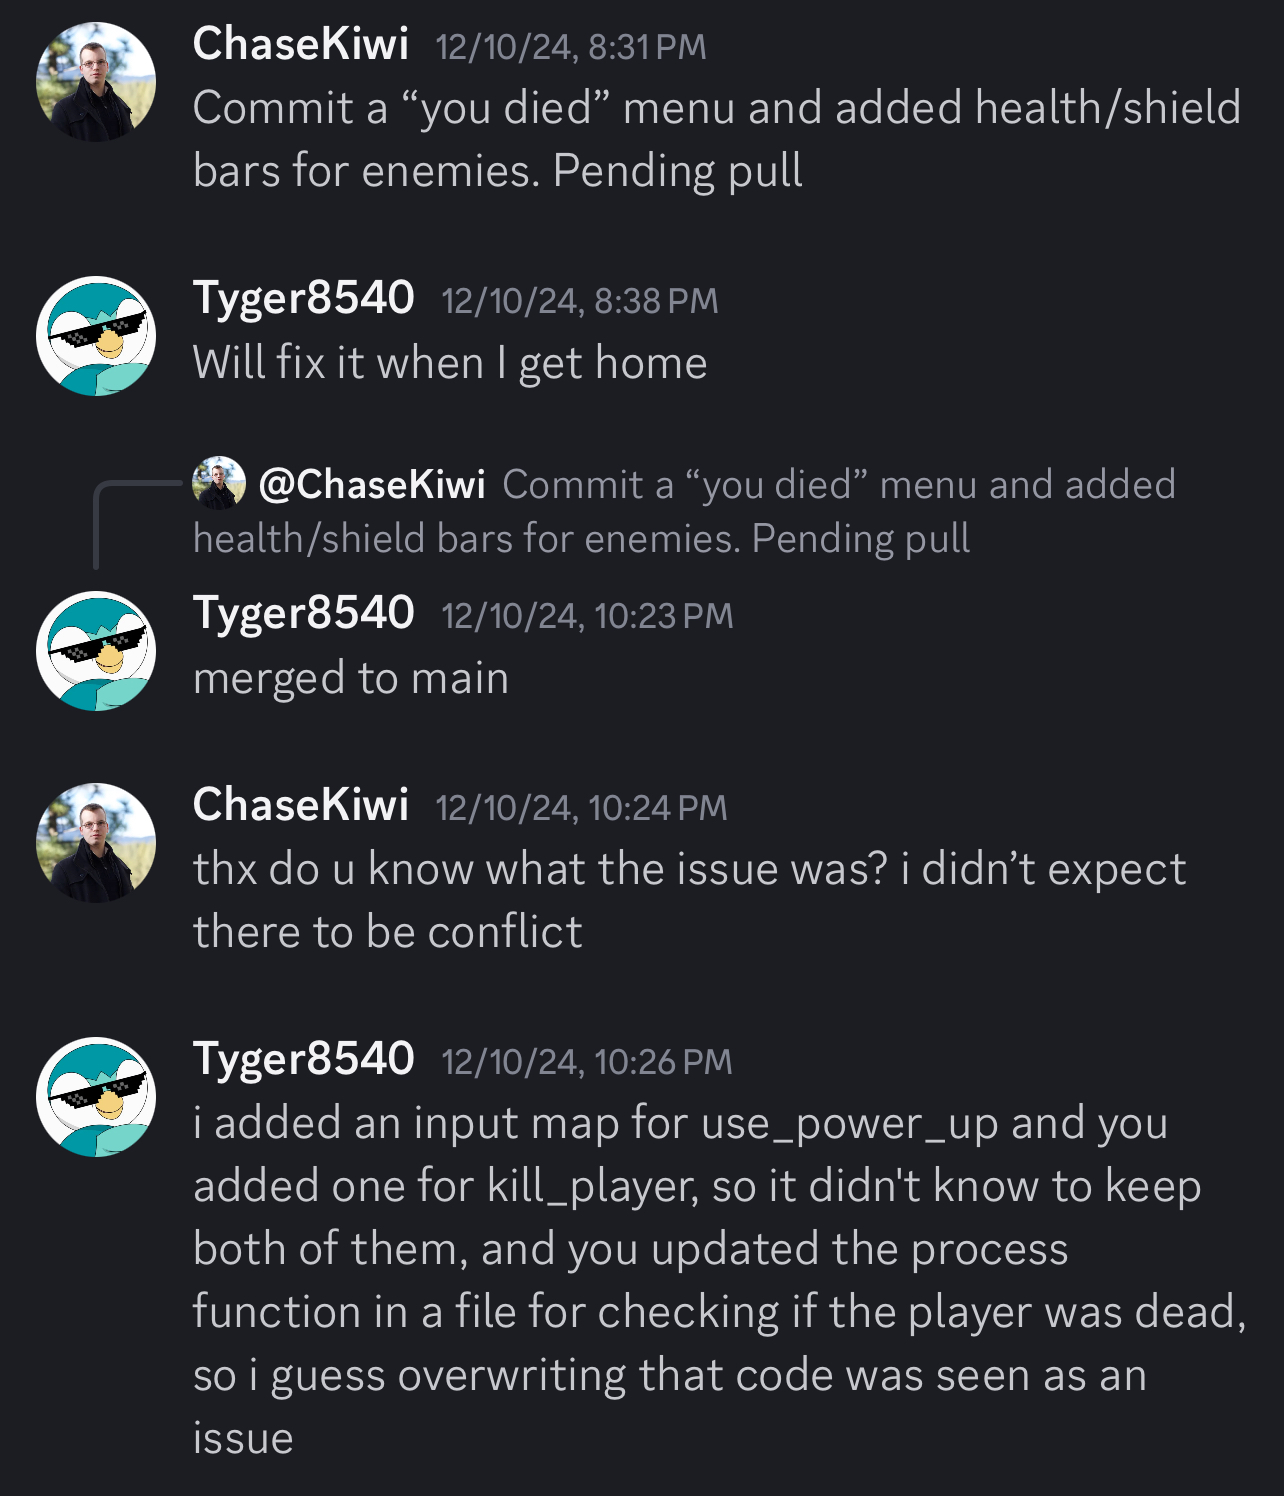 ChaseKiwi 12/10/24, 8:31 PM
Commit a “you died” menu and added health/shield
bars for enemies. Pending pull
Tyger8540 12/10/24, 8:38 PM
Will fix it when I get home
@ChaseKiwi Commit a “you died” menu and added
health/shield bars for enemies. Pending pull
Tyger8540 12/10/24, 10:23 PM
merged to main
ChaseKiwi 12/10/24, 10:24 PM
thx do u know what the issue was? i didn’t expect
there to be conflict
Tyger8540 12/10/24, 10:26 PM
i added an input map for use_power_up and you
added one for kill_player, so it didn't know to keep
both of them, and you updated the process
function in a file for checking if the player was dead,
so i guess overwriting that code was seen as an
issue